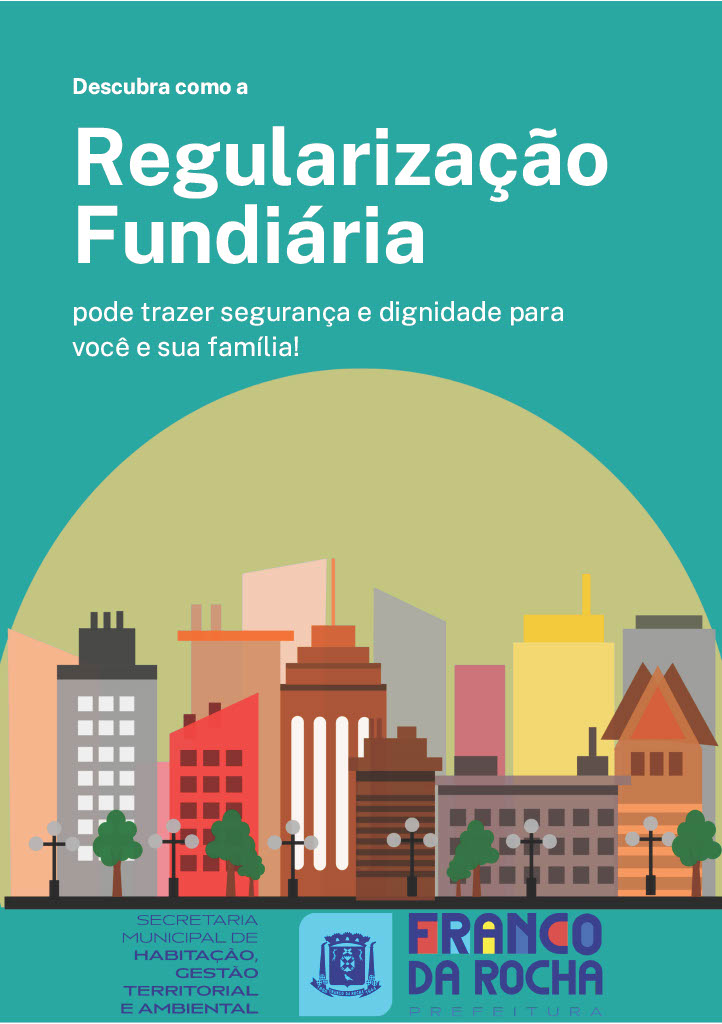 Descubra como a
Regularização
Fundiária
pode trazer segurança e dignidade para
você e sua família!
SECRETARIA
MUNICIPAL DE
HABITAÇÃO,
GESTÃO
TERRITORIAL
E AMBIENTAL
FRANCO
DA ROCHA
PREFEITURA